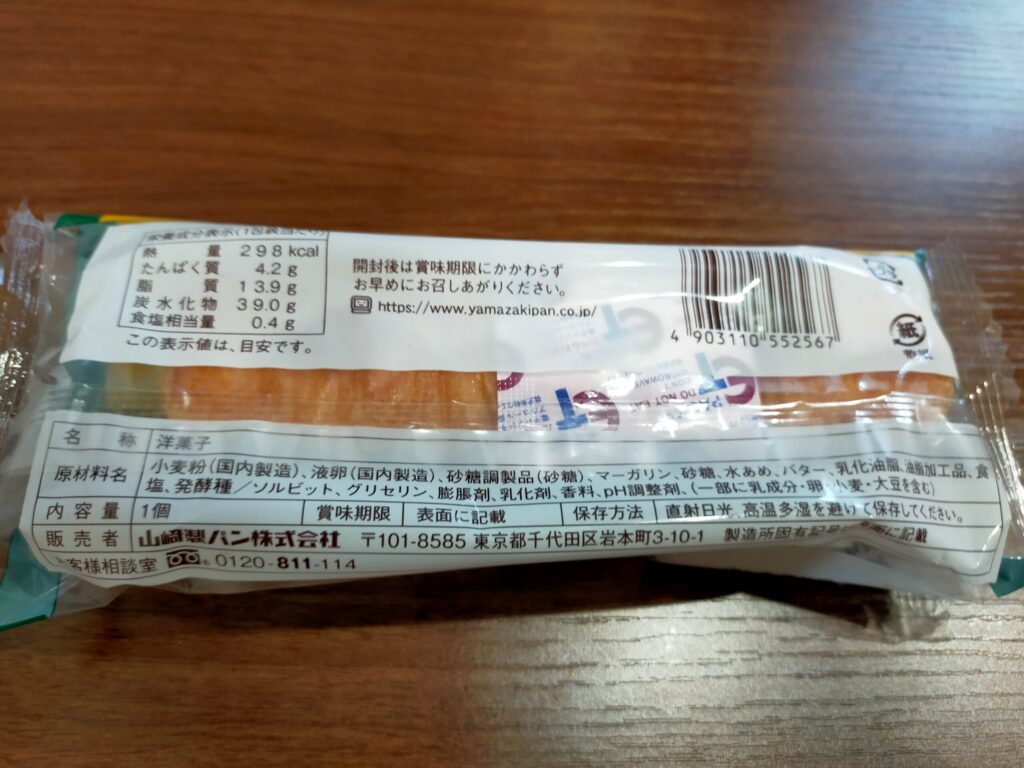 栄養成分表示(1包装当たり)
熱量 298kcal
たんぱく質 4.2g
脂質 13.9g
炭水化物 39.0g
食塩相当量 0.4g
この表示値は、目安です。
開封後は賞味期限にかかわらず
お早めにお召しあがりください。
https://www.yamazakipan.co.jp/
4 903110 552567
紙
DO NOT EAT
名称 洋菓子
原材料名 小麦粉(国内製造)、液卵(国内製造)、砂糖調製品(砂糖)、マーガリン、砂糖、水あめ、バター、乳化油脂、油脂加工品、食
塩、発酵種/ソルビット、グリセリン、膨脹剤、乳化剤、香料、pH調整剤、(一部に乳成分・卵・小麦・大豆を含む)
内容量 1個 賞味期限 表面に記載 保存方法 直射日光、高温多湿を避けて保存してください。
販売者 山崎製パン株式会社 〒101-8585 東京都千代田区岩本町3-10-1 製造所固有記号 面に記載
客様相談室 0120-811-114